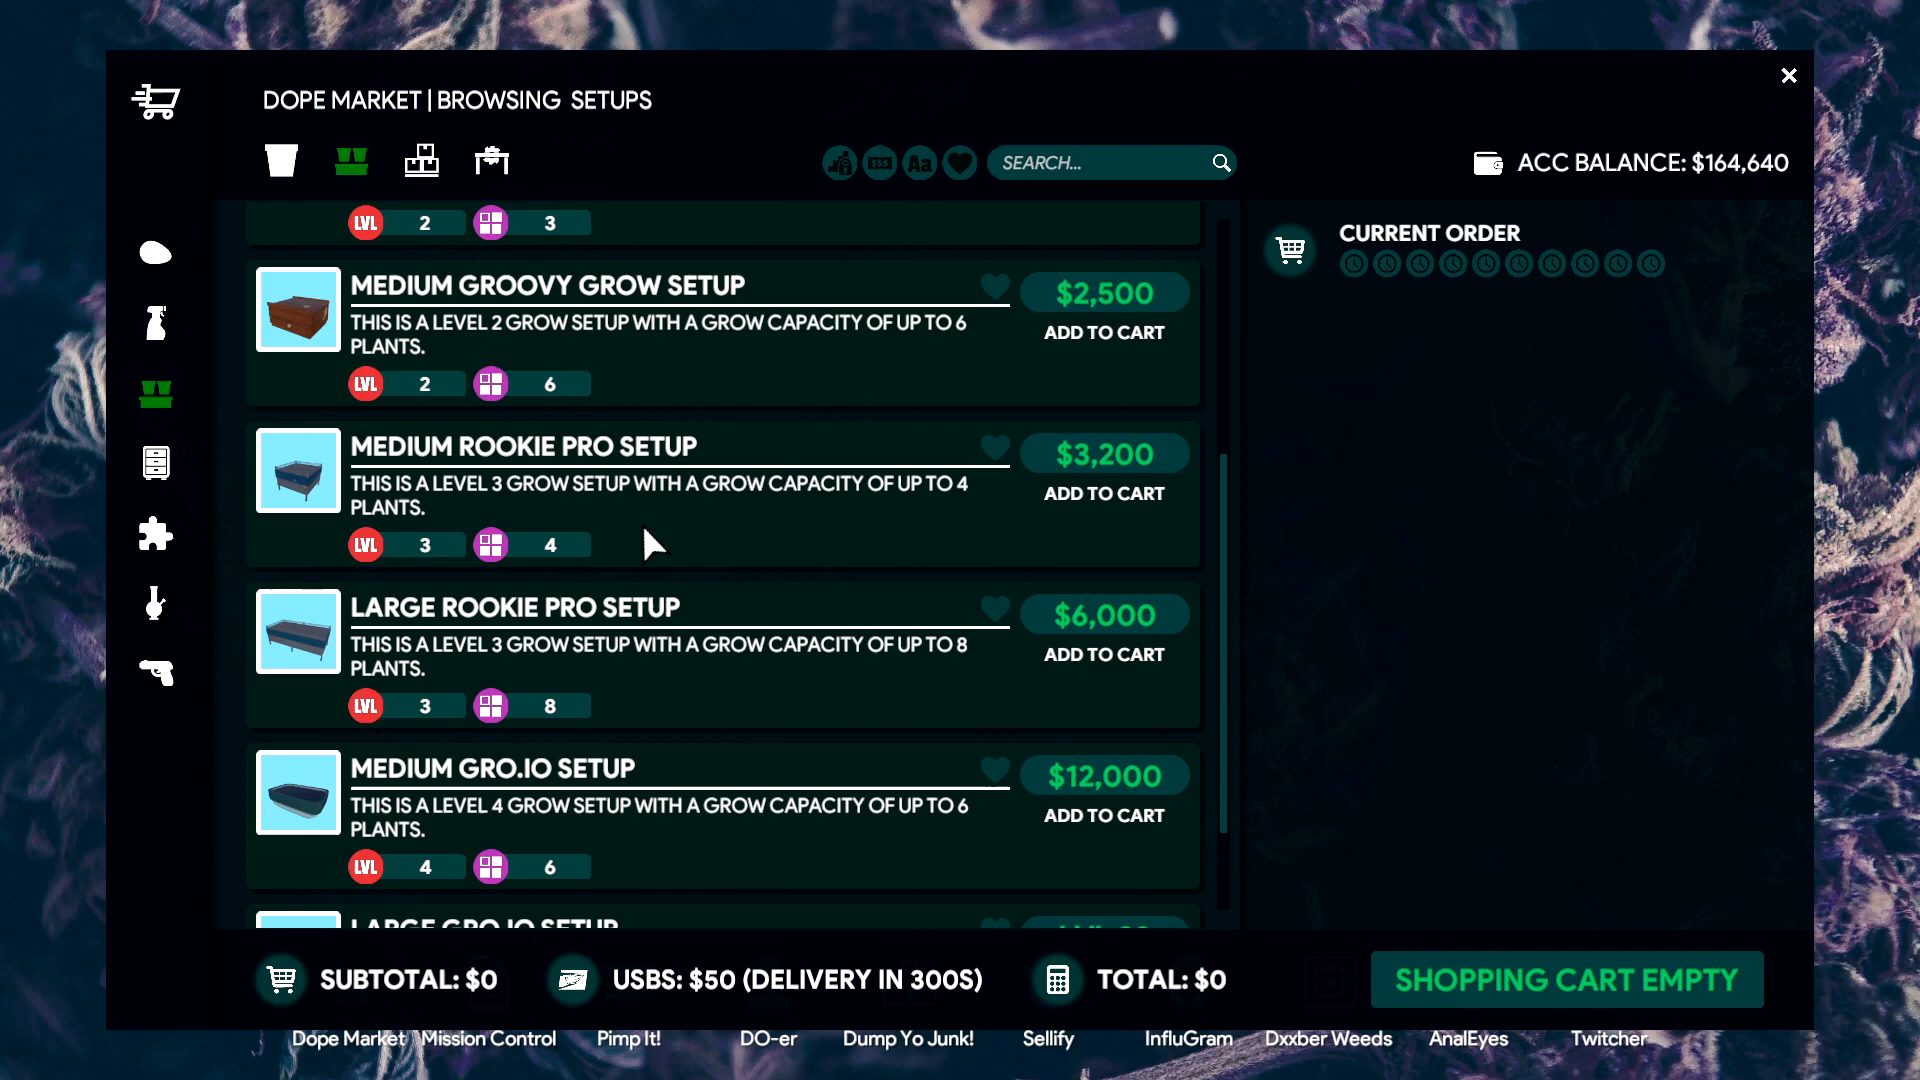 DOPE MARKET | BROWSING SETUPS
$$$
Aa
SEARCH...
ACC BALANCE: $164,640
LVL 2 3
CURRENT ORDER
MEDIUM GROOVY GROW SETUP
$2,500
THIS IS A LEVEL 2 GROW SETUP WITH A GROW CAPACITY OF UP TO 6
PLANTS.
ADD TO CART
LVL 2 6
MEDIUM ROOKIE PRO SETUP
$3,200
THIS IS A LEVEL 3 GROW SETUP WITH A GROW CAPACITY OF UP TO 4
PLANTS.
ADD TO CART
LVL 3 4
LARGE ROOKIE PRO SETUP
$6,000
THIS IS A LEVEL 3 GROW SETUP WITH A GROW CAPACITY OF UP TO 8
PLANTS.
ADD TO CART
LVL 3 8
MEDIUM GRO.IO SETUP
$12,000
THIS IS A LEVEL 4 GROW SETUP WITH A GROW CAPACITY OF UP TO 6
PLANTS.
ADD TO CART
LVL 4 6
LARGE GRO.IO SETUP
SUBTOTAL: $0
USBS: $50 (DELIVERY IN 300S)
TOTAL: $0
SHOPPING CART EMPTY
Dope Market Mission Control Pimp It! DO-er Dump Yo Junk! Sellify InfluGram Dxxber Weeds AnalEyes Twitcher